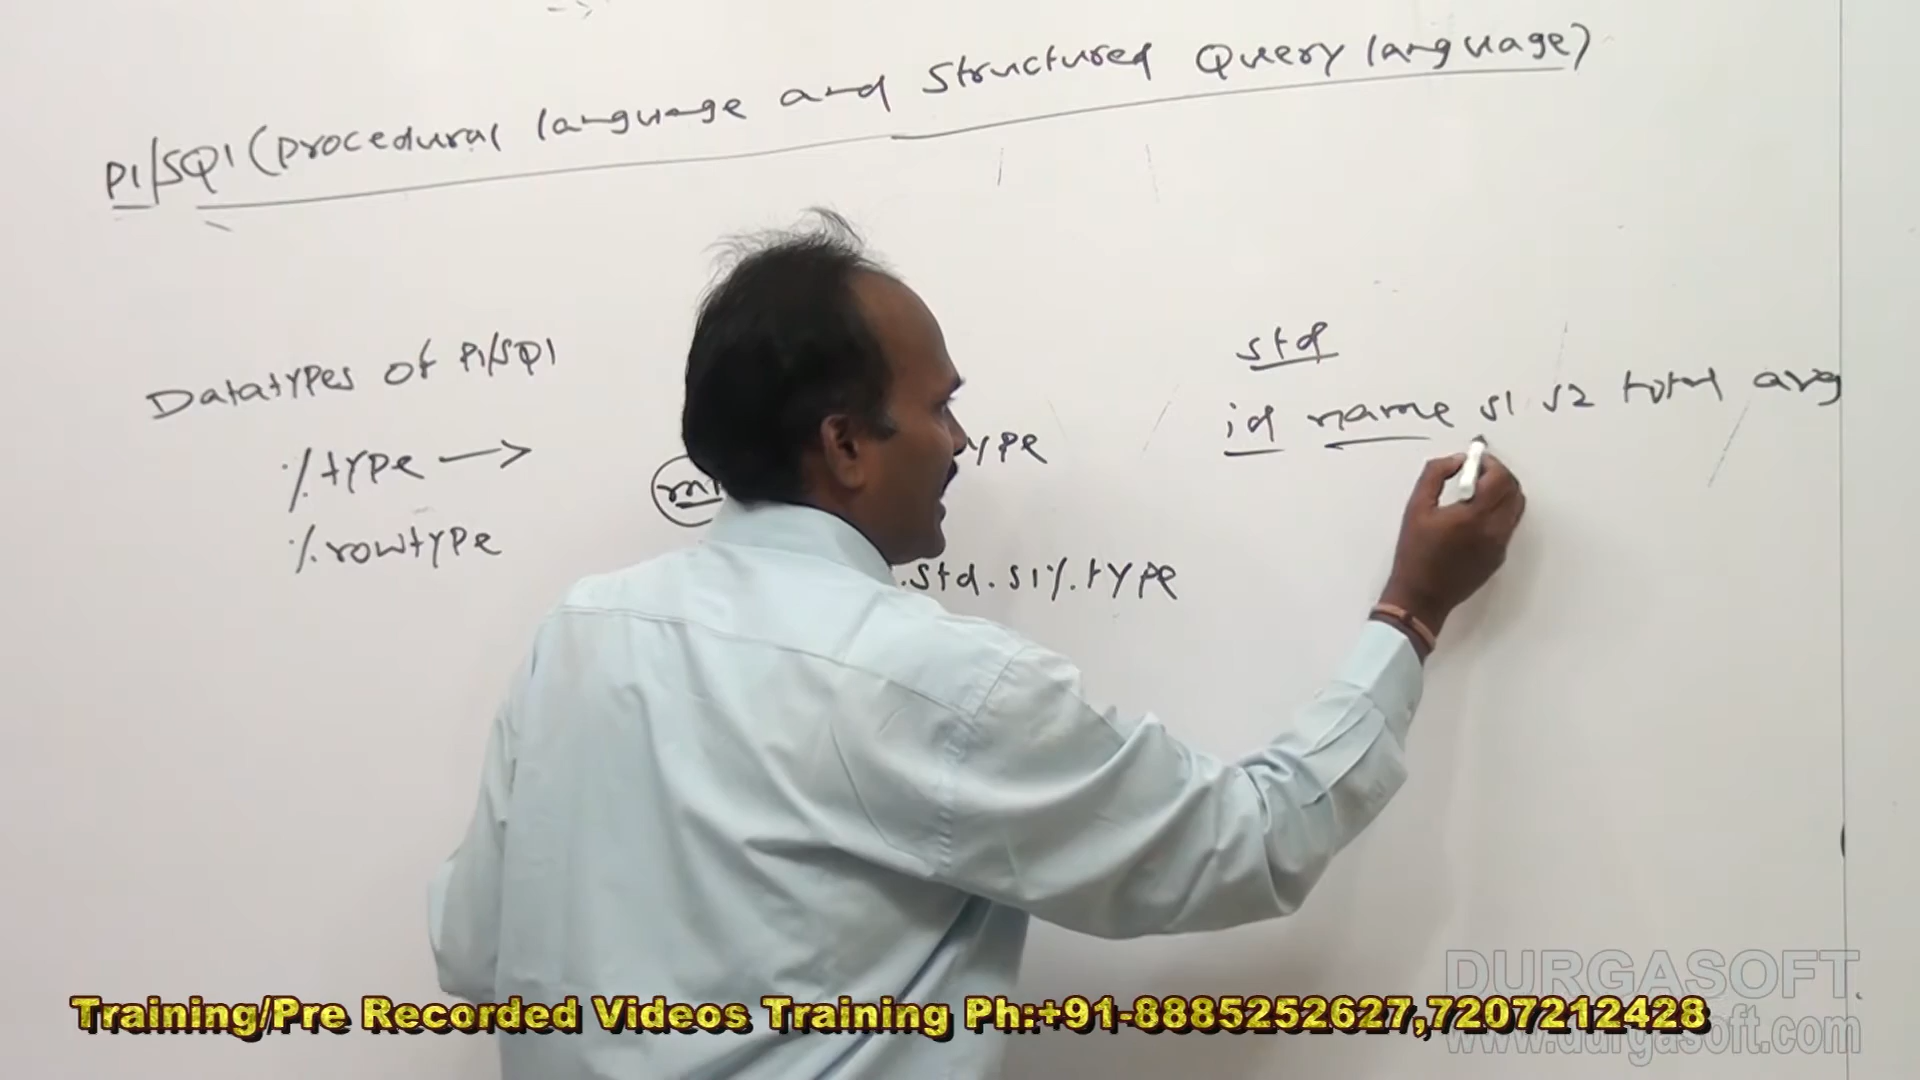 Pl/SQl (procedural language and Structured Query language)
Datatypes of Pl/SQl
%type →
%rowtype
std
id name s1 s2 total avg
.std.s1%.type
Training/Pre Recorded Videos Training Ph:+91-8885252627,7207212428
DURGASOFT
www.durgasoft.com